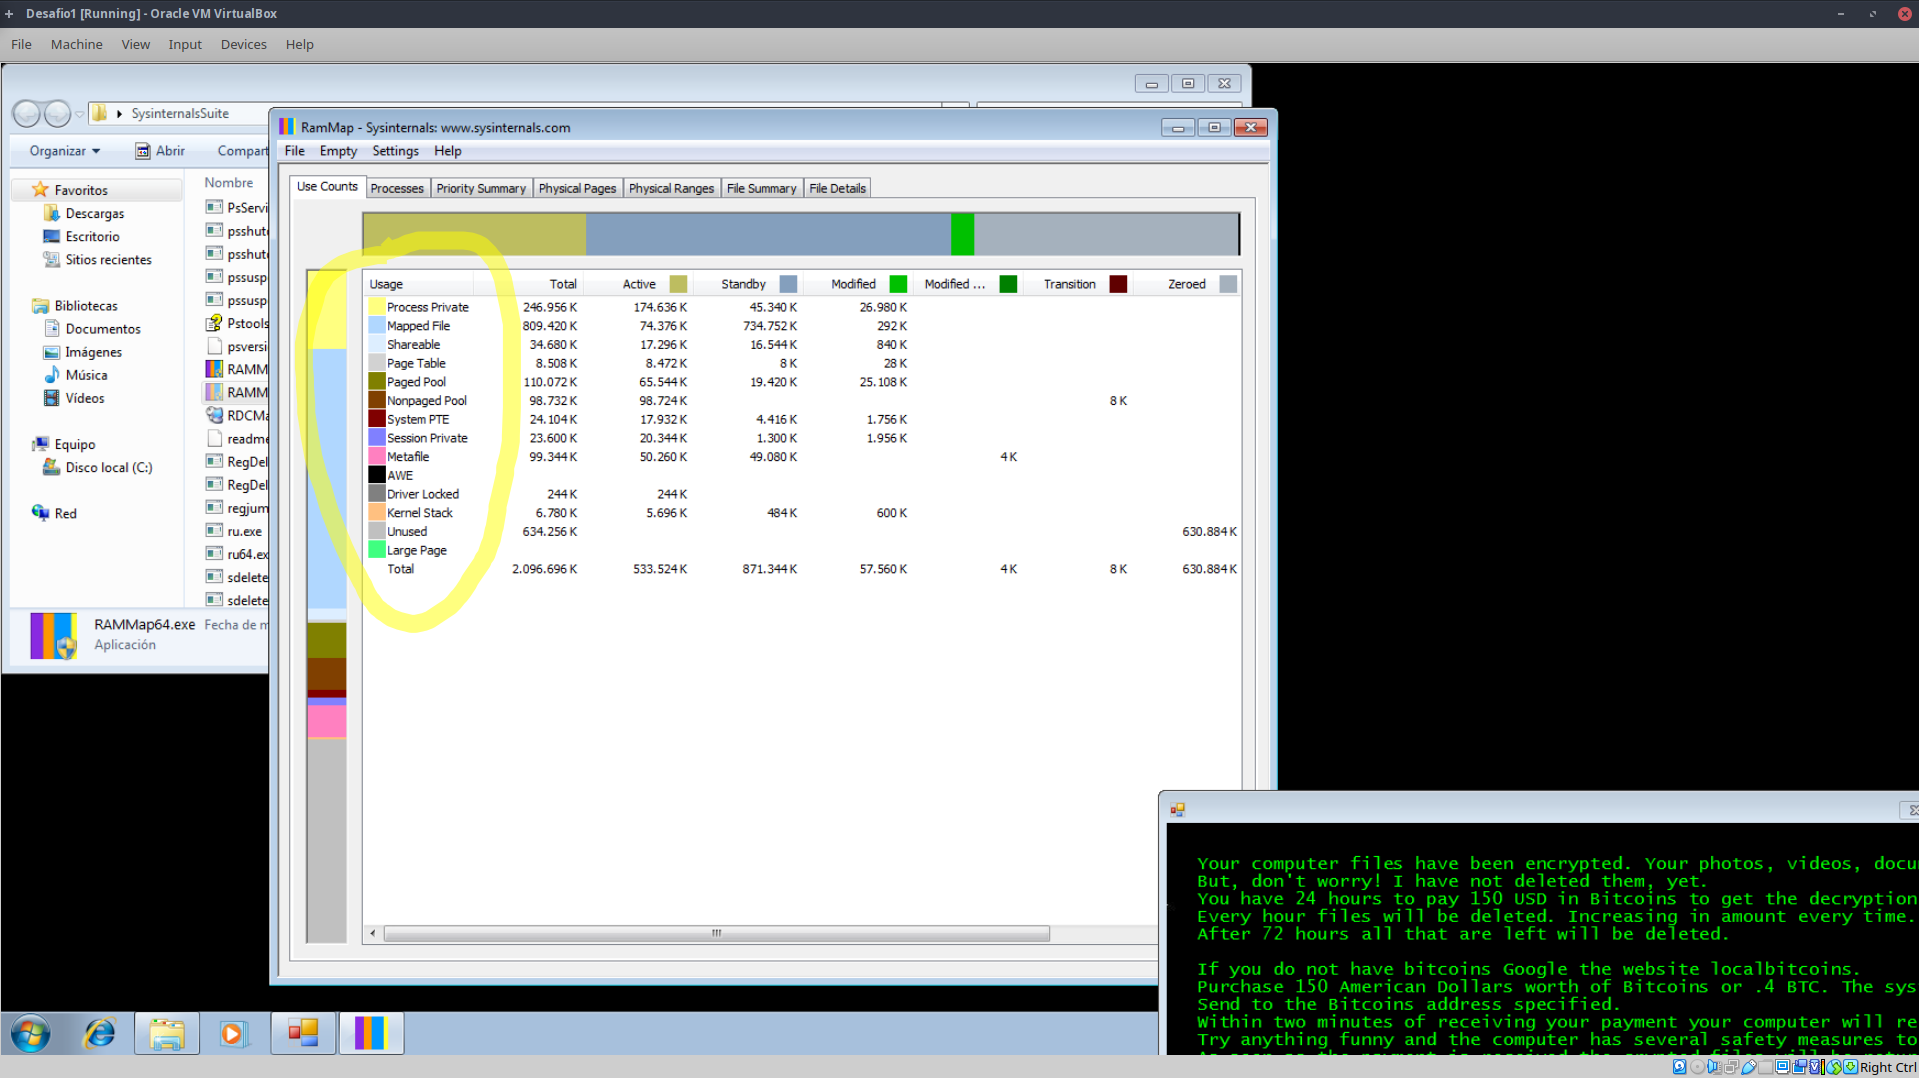 Desafio1 [Running] - Oracle VM VirtualBox
File Machine View Input Devices Help
SysinternalsSuite
Organizar Abrir Compart
Favoritos
Descargas
Escritorio
Sitios recientes
Bibliotecas
Documentos
Imágenes
Música
Vídeos
Equipo
Disco local (C:)
Red
Nombre
PsServi
psshut
psshut
pssusp
pssusp
Pstools
psversi
RAMM
RAMM
RDCMa
readme
RegDel
RegDel
regjum
ru.exe
ru64.ex
sdelete
sdelete
RAMMap64.exe Fecha de m
Aplicación
RamMap - Sysinternals: www.sysinternals.com
File Empty Settings Help
Use Counts Processes Priority Summary Physical Pages Physical Ranges File Summary File Details
Usage Total Active Standby Modified Modified ... Transition Zeroed
Process Private 246.956 K 174.636 K 45.340 K 26.980 K
Mapped File 809.420 K 74.376 K 734.752 K 292 K
Shareable 34.680 K 17.296 K 16.544 K 840 K
Page Table 8.508 K 8.472 K 8 K 28 K
Paged Pool 110.072 K 65.544 K 19.420 K 25.108 K
Nonpaged Pool 98.732 K 98.724 K 8 K
System PTE 24.104 K 17.932 K 4.416 K 1.756 K
Session Private 23.600 K 20.344 K 1.300 K 1.956 K
Metafile 99.344 K 50.260 K 49.080 K 4 K
AWE
Driver Locked 244 K 244 K
Kernel Stack 6.780 K 5.696 K 484 K 600 K
Unused 634.256 K 630.884 K
Large Page
Total 2.096.696 K 533.524 K 871.344 K 57.560 K 4 K 8 K 630.884 K
Your computer files have been encrypted. Your photos, videos, docu
But, don't worry! I have not deleted them, yet.
You have 24 hours to pay 150 USD in Bitcoins to get the decryption
Every hour files will be deleted. Increasing in amount every time.
After 72 hours all that are left will be deleted.
If you do not have bitcoins Google the website localbitcoins.
Purchase 150 American Dollars worth of Bitcoins or .4 BTC. The sys
Send to the Bitcoins address specified.
Within two minutes of receiving your payment your computer will re
Try anything funny and the computer has several safety measures to
Right Ctrl